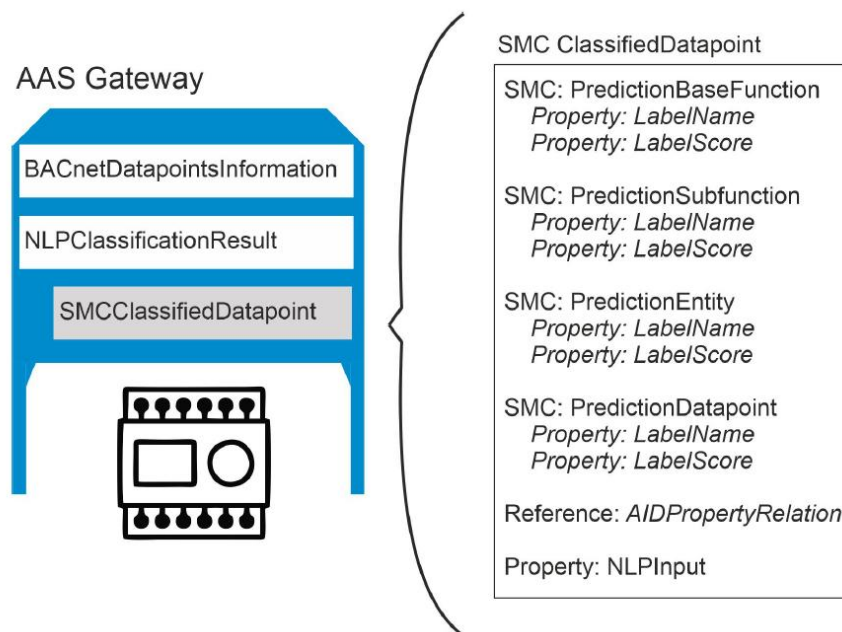 AAS Gateway
BACnetDatapointsInformation
NLPClassificationResult
SMCClassifiedDatapoint
SMC ClassifiedDatapoint
SMC: PredictionBaseFunction
Property: LabelName
Property: LabelScore
SMC: PredictionSubfunction
Property: LabelName
Property: LabelScore
SMC: PredictionEntity
Property: LabelName
Property: LabelScore
SMC: PredictionDatapoint
Property: LabelName
Property: LabelScore
Reference: AIDPropertyRelation
Property: NLPInput